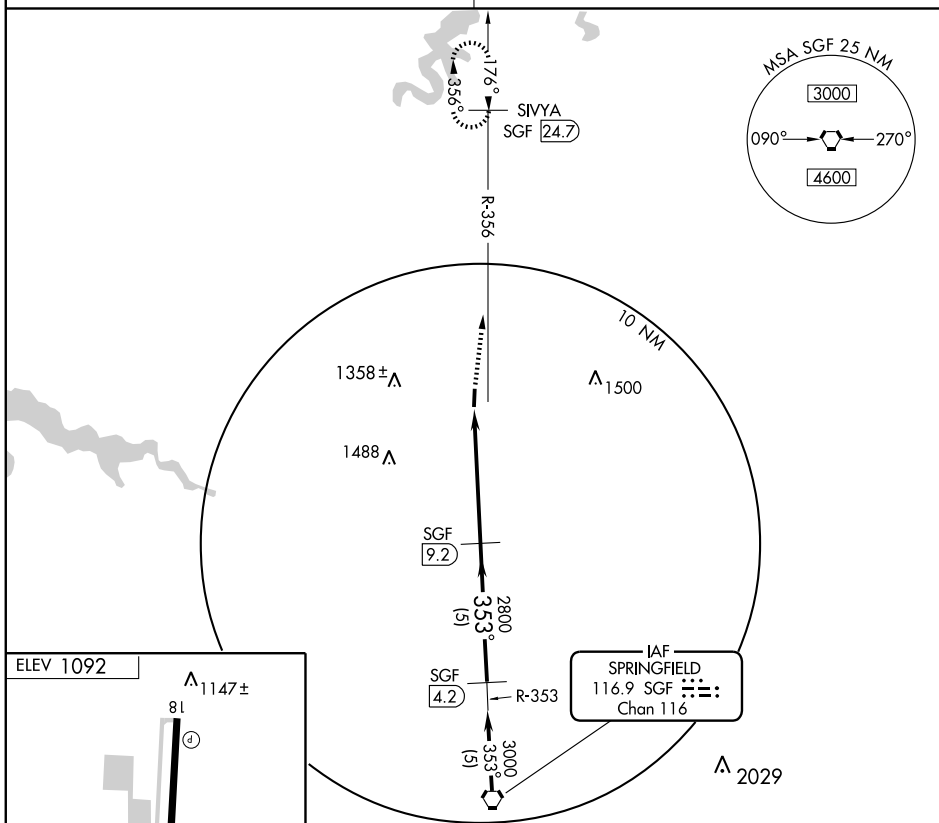 MSA SGF 25 NM
3000
090°
270°
4600
176°
356°
SIVYA
SGF 24.7
R-356
10 NM
1358±
1500
1488
SGF
9.2
2800
353°
(5)
SGF
4.2
R-353
3000
353°
(5)
IAF
SPRINGFIELD
116.9 SGF
Chan 116
2029
ELEV 1092
1147±
18
P